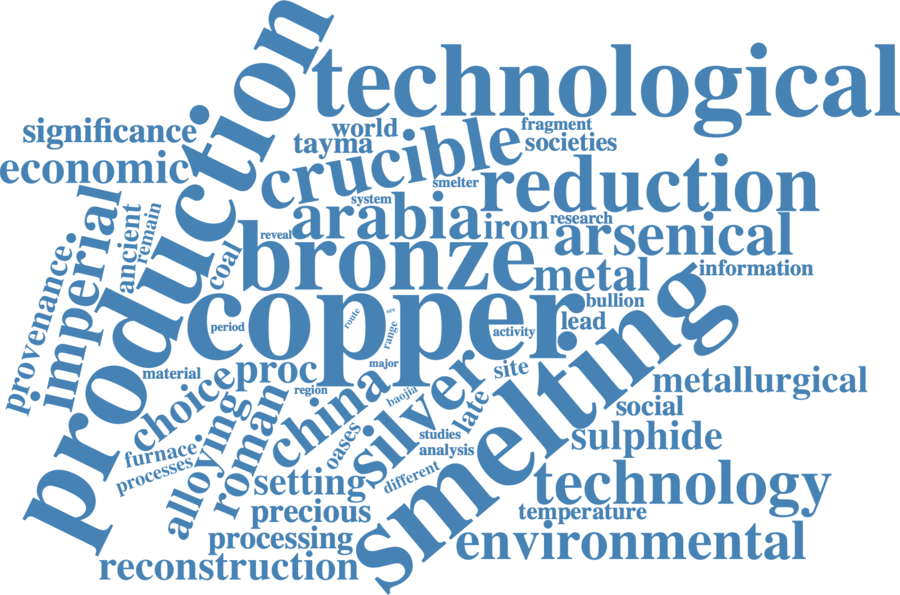 production
technological
significance
world
fragment
tayma
societies
economic
crucible
smelter
system
reduction
imperial
ancient
remain
arabia
iron
research
reveal
arsenical
provenance
coal
bronze
metal
information
copper
bullion
period
route
ore
range
activity
lead
smelting
material
choice
proc
major
region
china
baojia
silver
site
late
metallurgical
social
furnace
processes
alloying
roman
oases
studies
analysis
different
sulphide
setting
technology
precious
temperature
processing
environmental
reconstruction